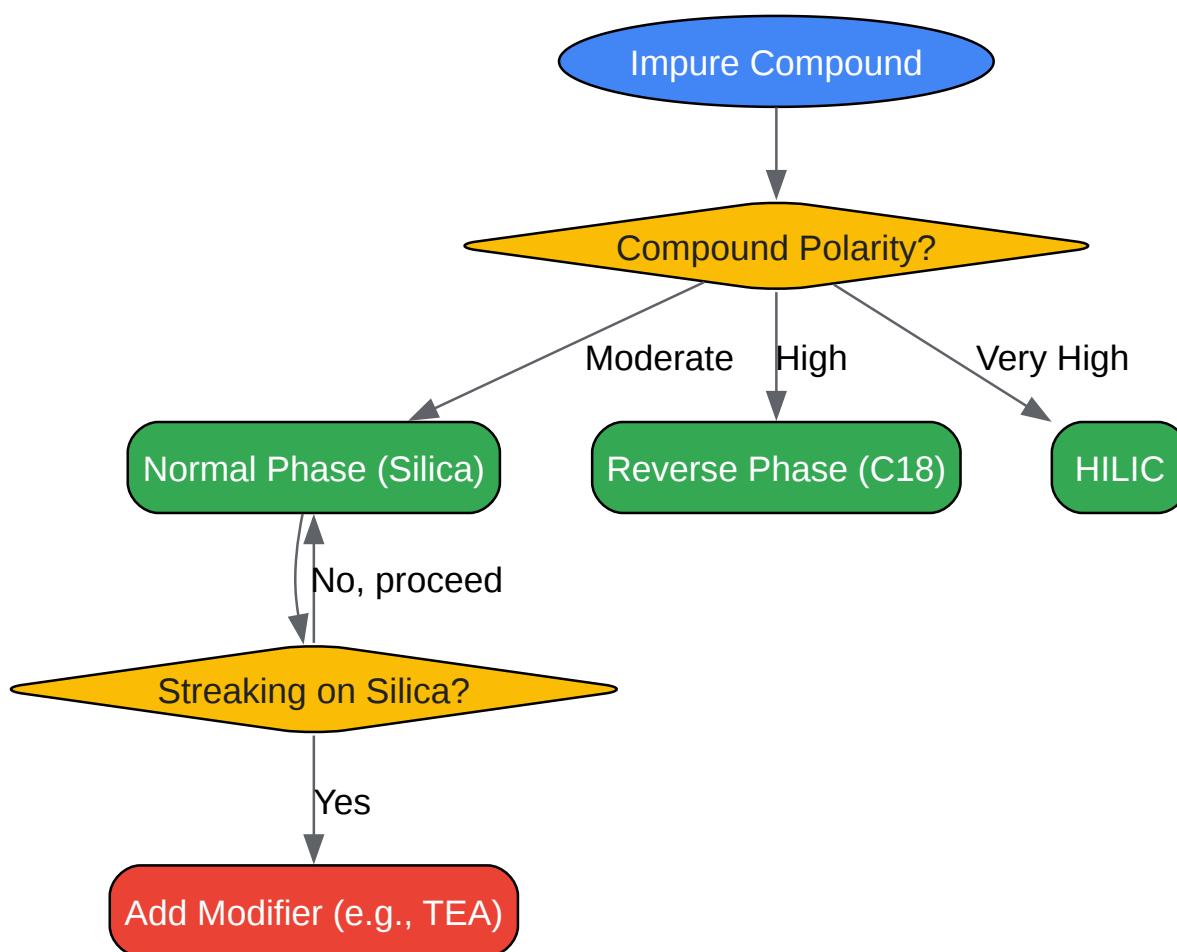 Impure Compound
Compound Polarity?
Moderate
High
Very High
Normal Phase (Silica)
Reverse Phase (C18)
HILIC
No, proceed
Streaking on Silica?
Yes
Add Modifier (e.g., TEA)